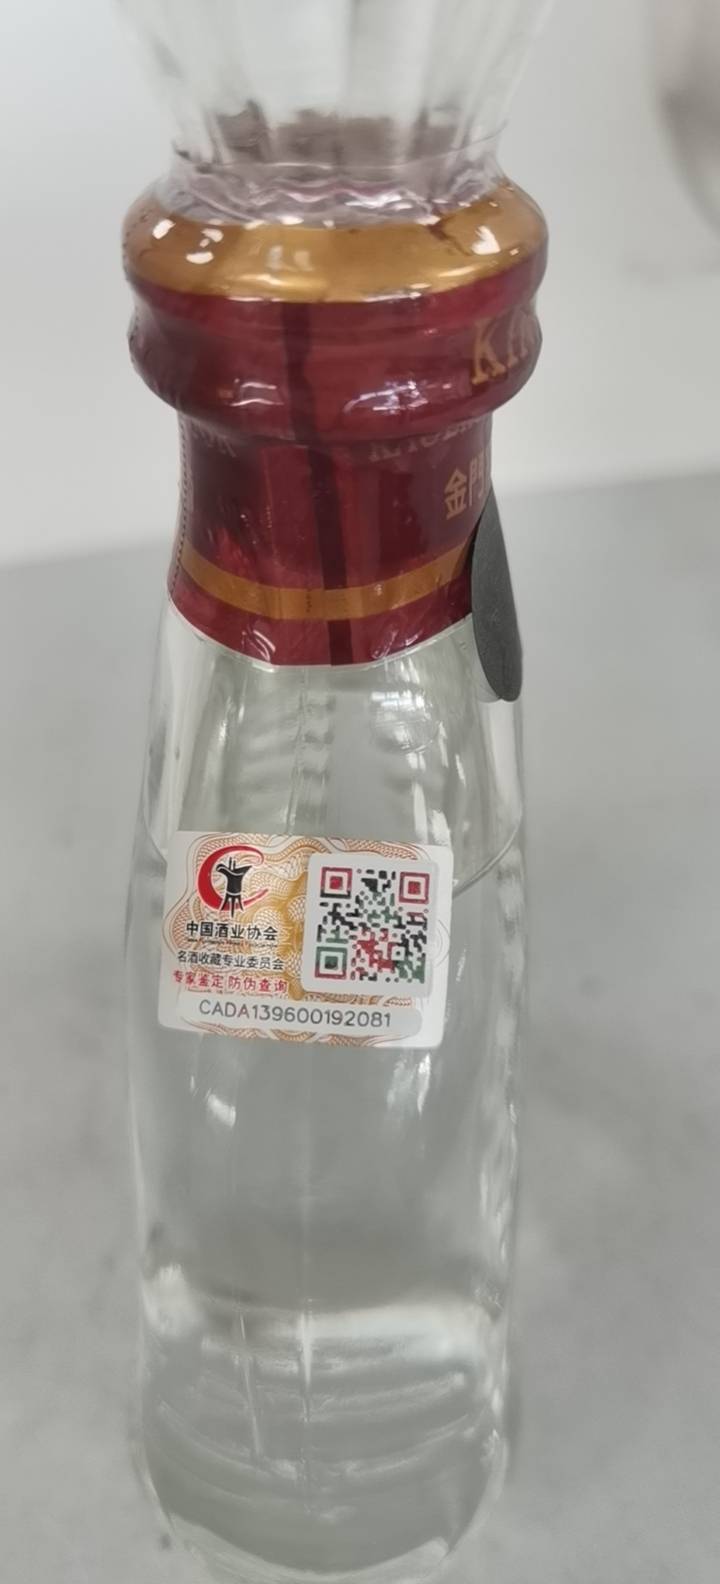 KIN
金門
中国酒业协会
名酒收藏专业委员会
专家鉴定 防伪查询
CADA139600192081